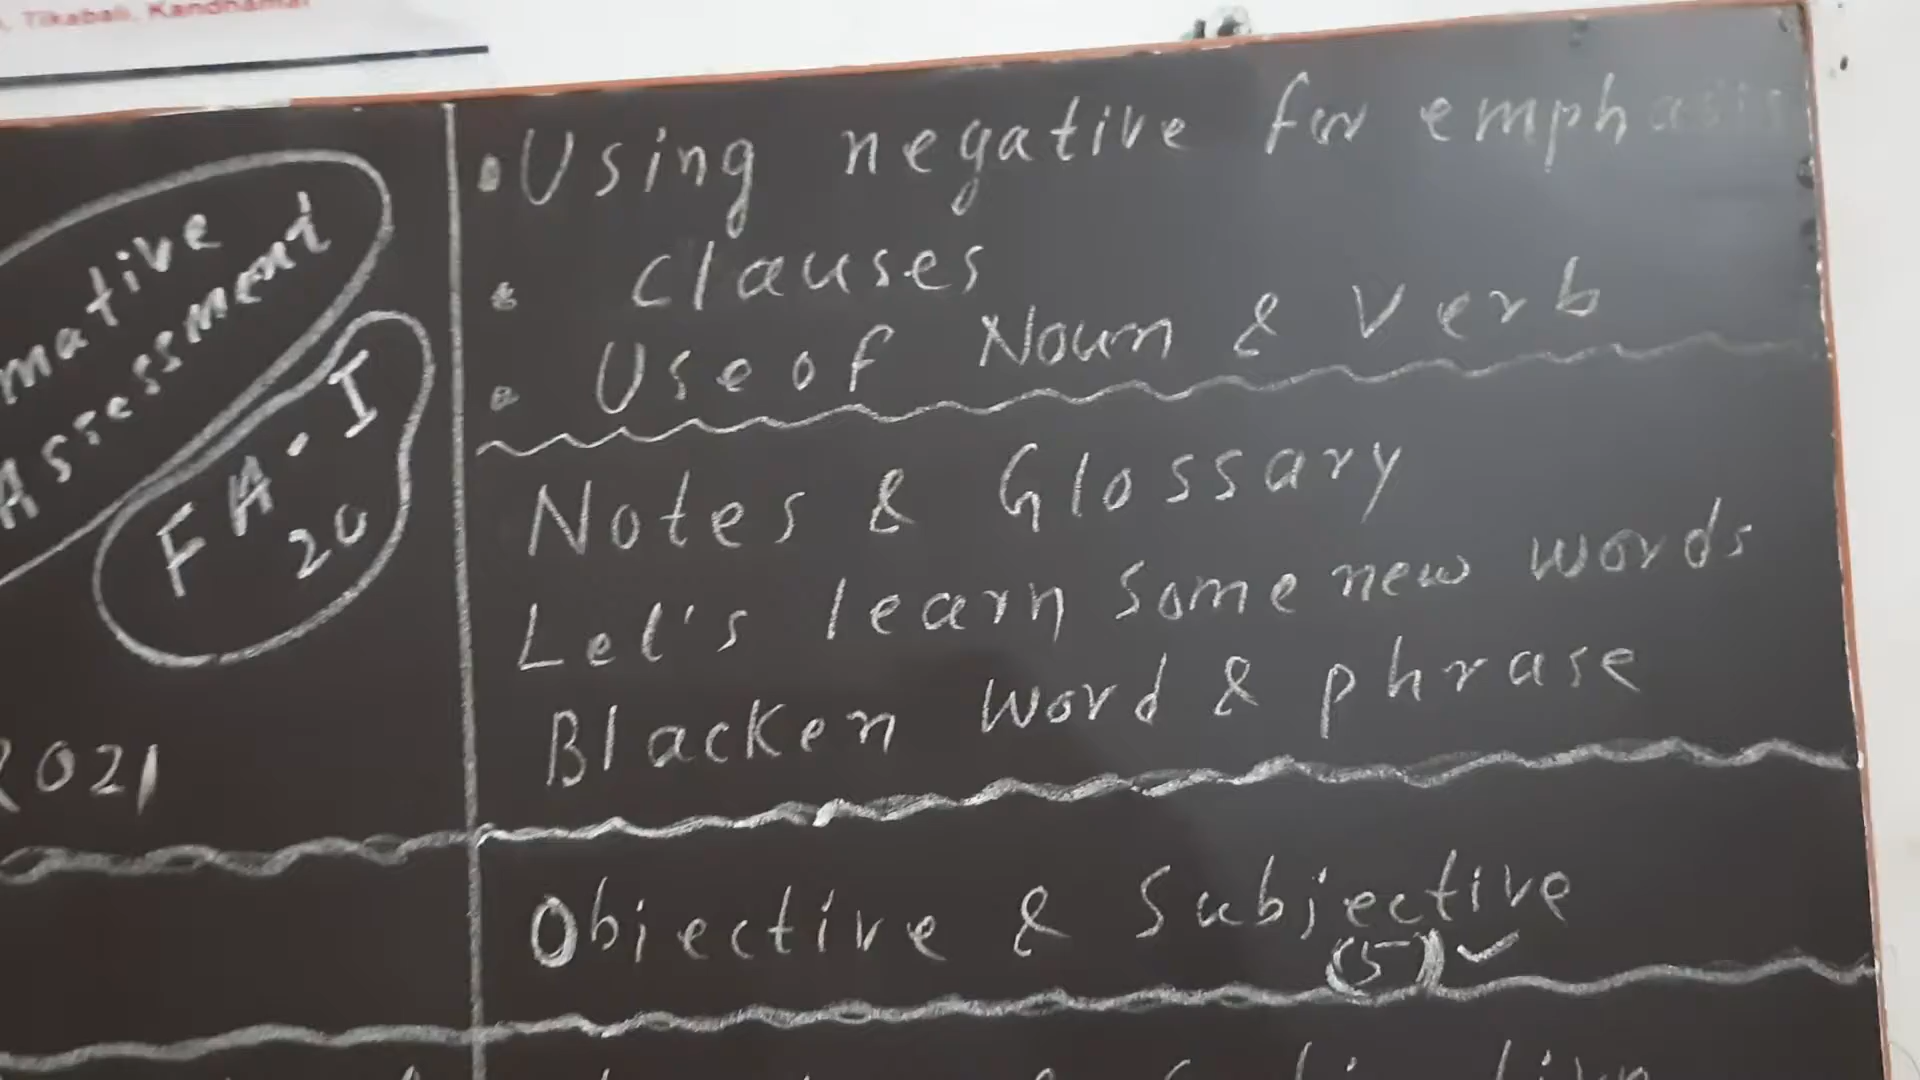 Tikabali, Kandhamal
mative
Assessment
FA-I
20
2021
Using negative for emphasis
Clauses
Use of Noun & Verb
Notes & Glossary
Let's learn some new words
Blacken word & phrase
Objective & Subjective
(5)